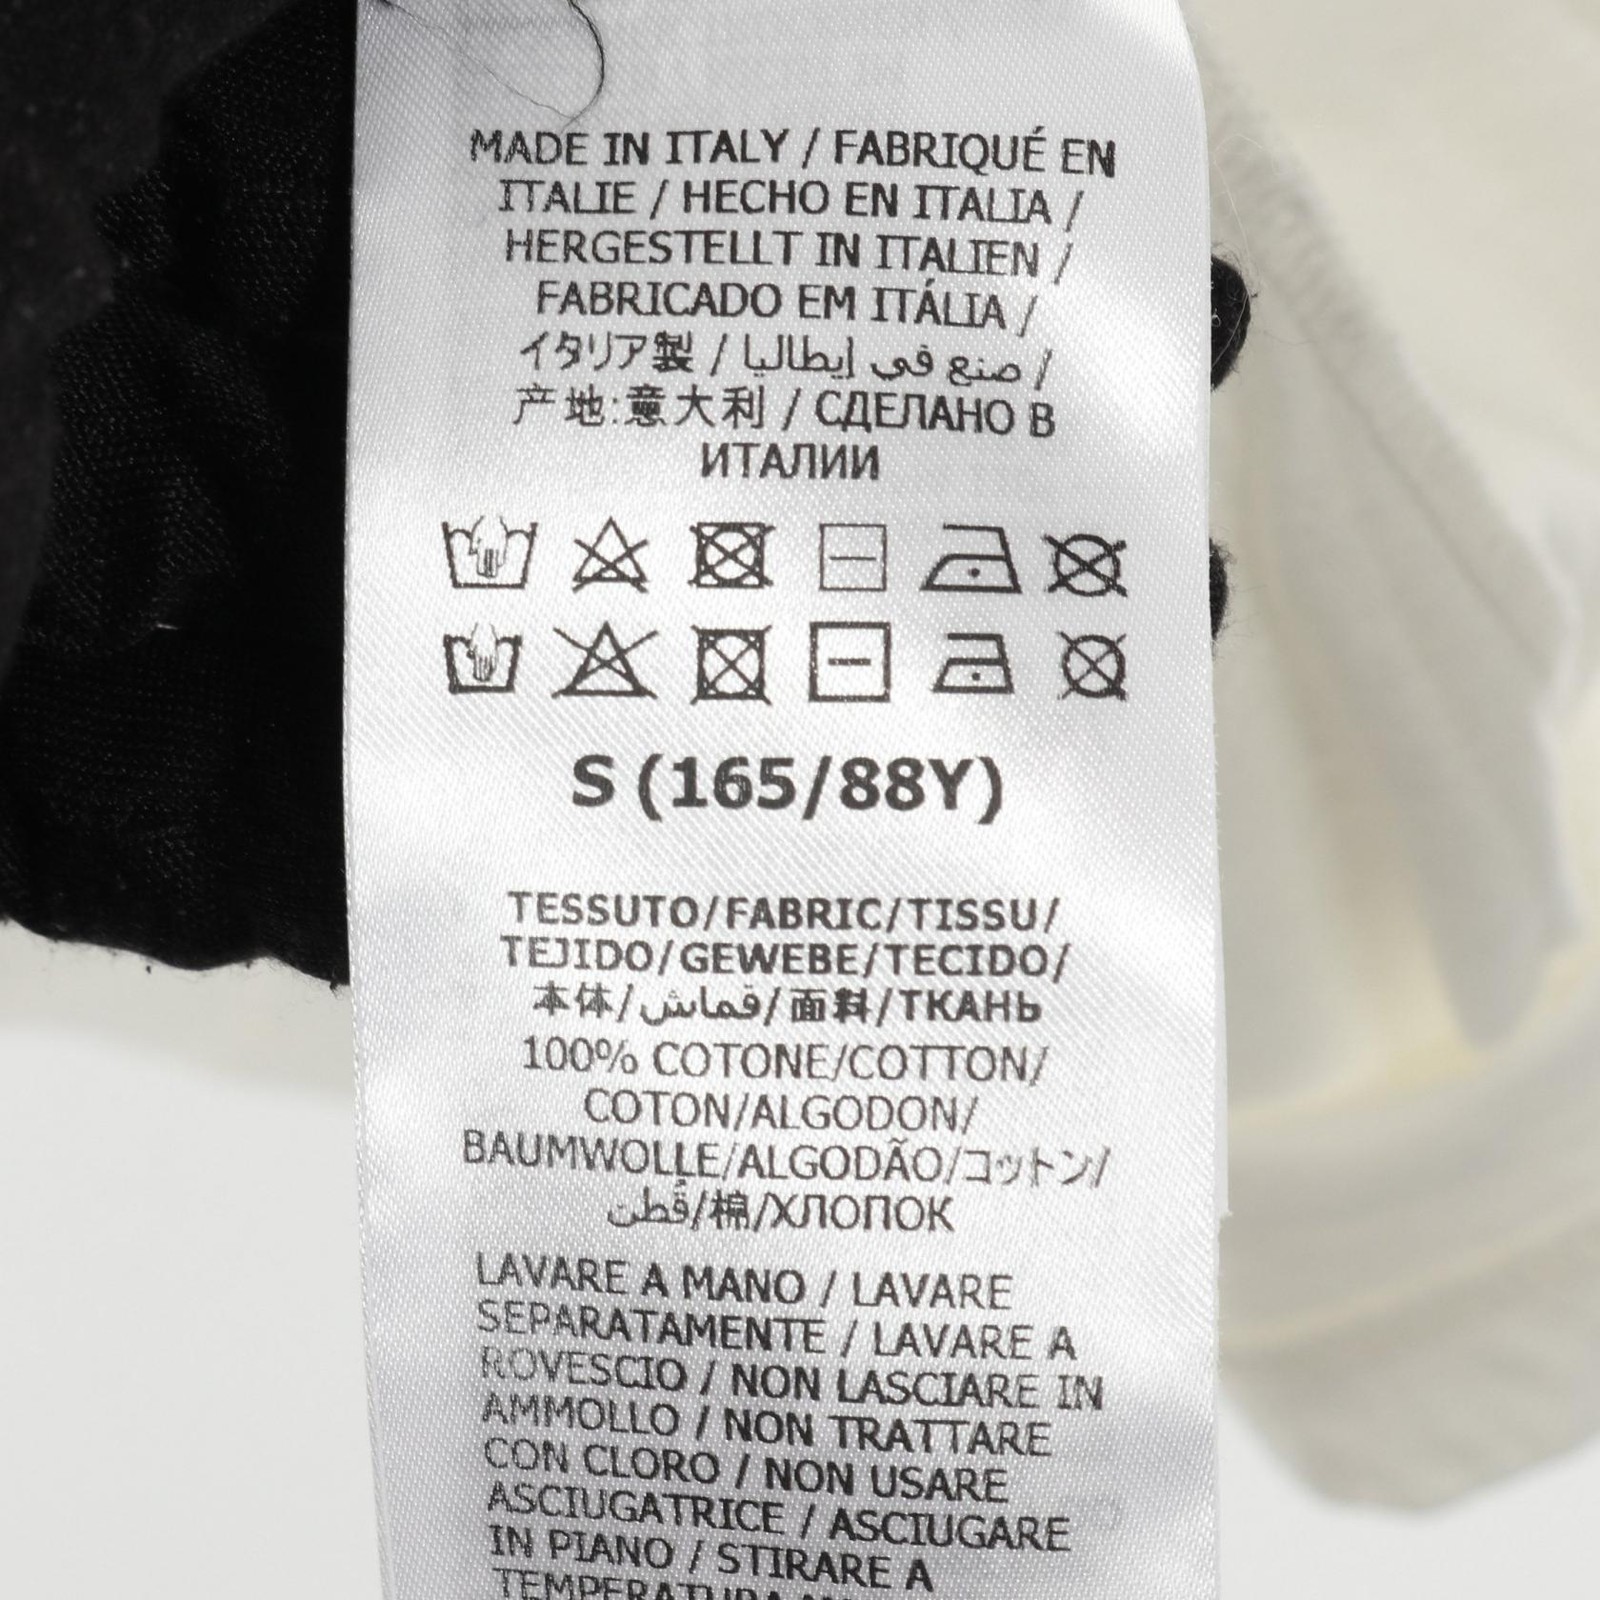 MADE IN ITALY / FABRIQUÉ EN
ITALIE / HECHO EN ITALIA /
HERGESTELLT IN ITALIEN /
FABRICADO EM ITÁLIA /
イタリア製 / صنع في إيطاليا /
产地:意大利 / СДЕЛАНО В
ИТАЛИИ
S (165/88Y)
TESSUTO/FABRIC/TISSU/
TEJIDO/GEWEBE/TECIDO/
本体/قماش/面料/ТКАНЬ
100% COTONE/COTTON/
COTON/ALGODON/
BAUMWOLLE/ALGODÃO/コットン/
قطن/棉/ХЛОПОК
LAVARE A MANO / LAVARE
SEPARATAMENTE / LAVARE A
ROVESCIO / NON LASCIARE IN
AMMOLLO / NON TRATTARE
CON CLORO / NON USARE
ASCIUGATRICE / ASCIUGARE
IN PIANO / STIRARE A
TEMPERATURA